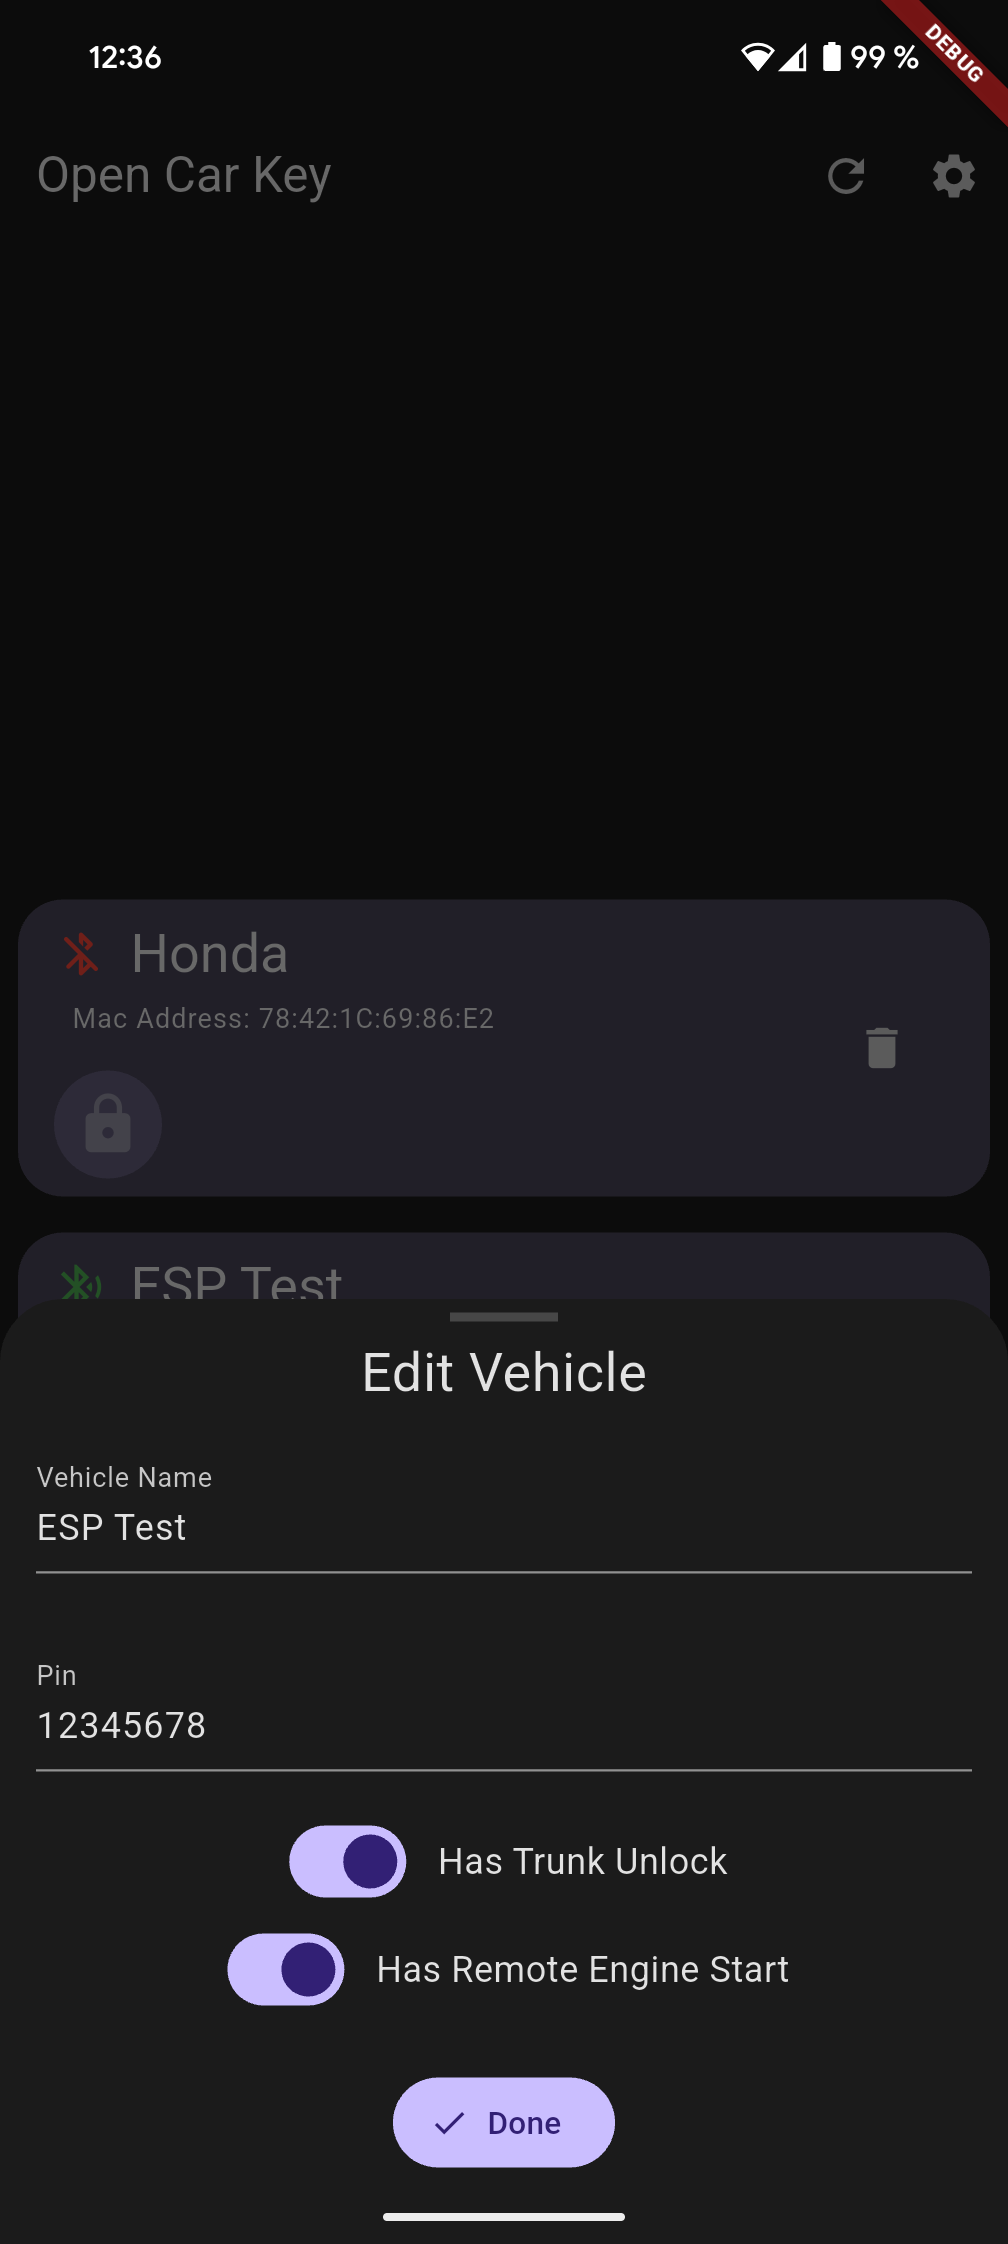 12:36
99 %
DEBUG
Open Car Key
Honda
Mac Address: 78:42:1C:69:86:E2
ESP Test
Edit Vehicle
Vehicle Name
ESP Test
Pin
12345678
Has Trunk Unlock
Has Remote Engine Start
Done